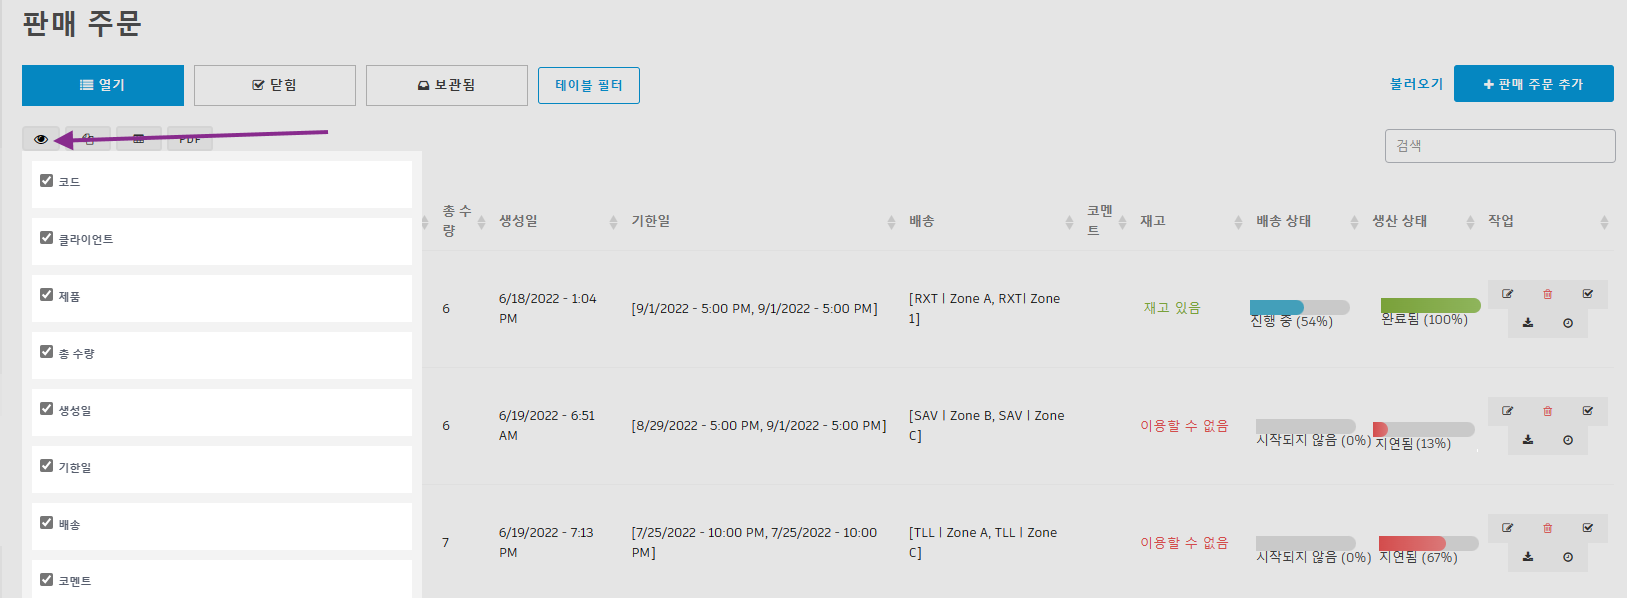 판매 주문
열기
닫힘
보관됨
테이블 필터
불러오기
판매 주문 추가
PDF
검색
코드
클라이언트
제품
총 수량
생성일
기한일
배송
코멘트
총 수
량
생성일
기한일
배송
코멘
트
재고
배송 상태
생산 상태
작업
6
6/18/2022 - 1:04
PM
[9/1/2022 - 5:00 PM, 9/1/2022 - 5:00 PM]
[RXT | Zone A, RXT| Zone
1]
재고 있음
진행 중 (54%)
완료됨 (100%)
6
6/19/2022 - 6:51
AM
[8/29/2022 - 5:00 PM, 9/1/2022 - 5:00 PM]
[SAV | Zone B, SAV | Zone
C]
이용할 수 없음
시작되지 않음 (0%)
지연됨 (13%)
7
6/19/2022 - 7:13
PM
[7/25/2022 - 10:00 PM, 7/25/2022 - 10:00
PM]
[TLL | Zone A, TLL | Zone
C]
이용할 수 없음
시작되지 않음 (0%)
지연됨 (67%)